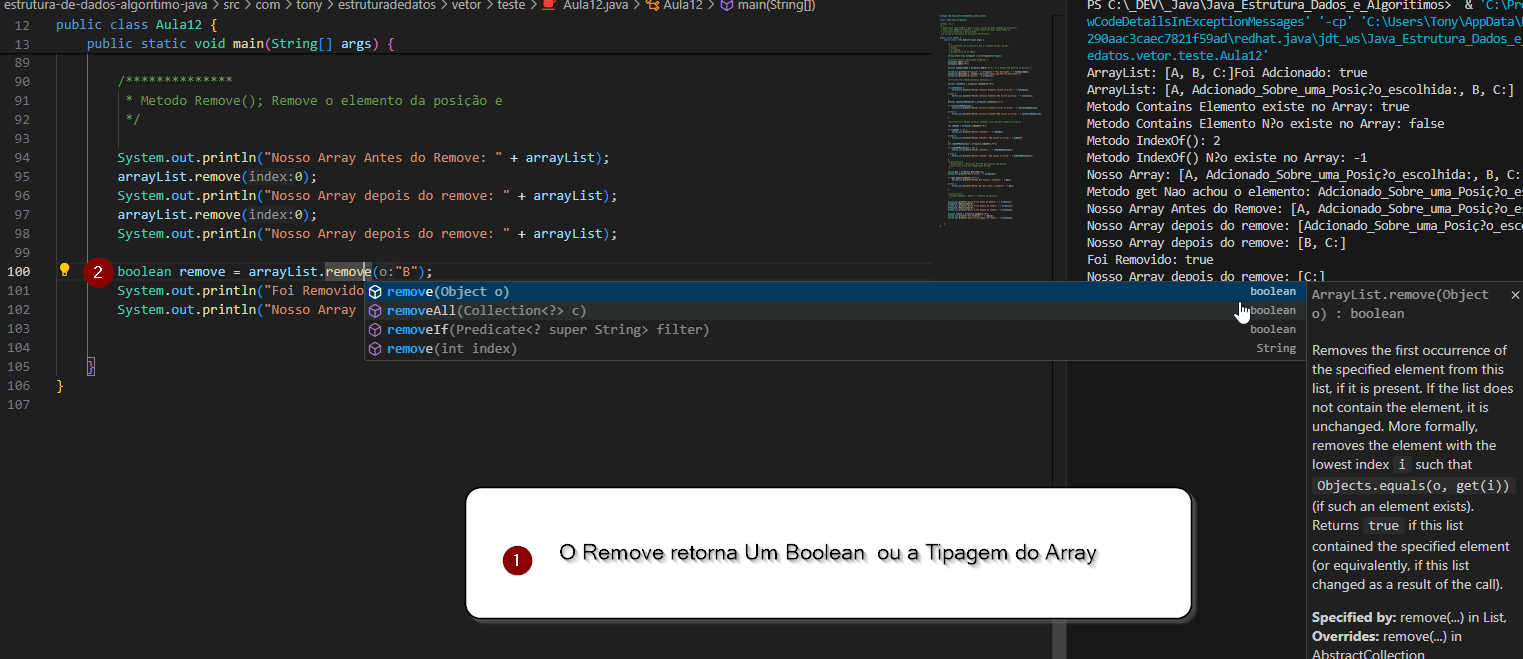 estrutura-de-dados-algoritimo-java > src > com > tony > estruturadedatos > vetor > teste > Aula12.java > Aula12 > main(String[])
12 public class Aula12 {
13 public static void main(String[] args) {
89
90 /**************
91 * Metodo Remove(); Remove o elemento da posição e
92 */
93
94 System.out.println("Nosso Array Antes do Remove: " + arrayList);
95 arrayList.remove(index:0);
96 System.out.println("Nosso Array depois do remove: " + arrayList);
97 arrayList.remove(index:0);
98 System.out.println("Nosso Array depois do remove: " + arrayList);
99
100 2 boolean remove = arrayList.remove(o:"B");
101 System.out.println("Foi Removido
102 System.out.println("Nosso Array
103
104
105 }
106 }
107
remove(Object o) boolean
removeAll(Collection<?> c) boolean
removeIf(Predicate<? super String> filter) boolean
remove(int index) String
1 O Remove retorna Um Boolean ou a Tipagem do Array
PS C:\_DEV\_Java\Java_Estrutura_Dados_e_Algoritimos> & 'C:\Pr
wCodeDetailsInExceptionMessages' '-cp' 'C:\Users\Tony\AppData\
290aac3caec7821f59ad\redhat.java\jdt_ws\Java_Estrutura_Dados_e
edatos.vetor.teste.Aula12'
ArrayList: [A, B, C:]Foi Adcionado: true
ArrayList: [A, Adcionado_Sobre_uma_Posiç?o_escolhida:, B, C:]
Metodo Contains Elemento existe no Array: true
Metodo Contains Elemento N?o existe no Array: false
Metodo IndexOf(): 2
Metodo IndexOf() N?o existe no Array: -1
Nosso Array: [A, Adcionado_Sobre_uma_Posiç?o_escolhida:, B, C:
Metodo get Nao achou o elemento: Adcionado_Sobre_uma_Posiç?o_es
Nosso Array Antes do Remove: [A, Adcionado_Sobre_uma_Posiç?o_es
Nosso Array depois do remove: [Adcionado_Sobre_uma_Posiç?o_esco
Nosso Array depois do remove: [B, C:]
Foi Removido: true
Nosso Array depois do remove: [C:]
ArrayList.remove(Object
o) : boolean
Removes the first occurrence of
the specified element from this
list, if it is present. If the list does
not contain the element, it is
unchanged. More formally,
removes the element with the
lowest index i such that
Objects.equals(o, get(i))
(if such an element exists).
Returns true if this list
contained the specified element
(or equivalently, if this list
changed as a result of the call).
Specified by: remove(...) in List,
Overrides: remove(...) in
AbstractCollection